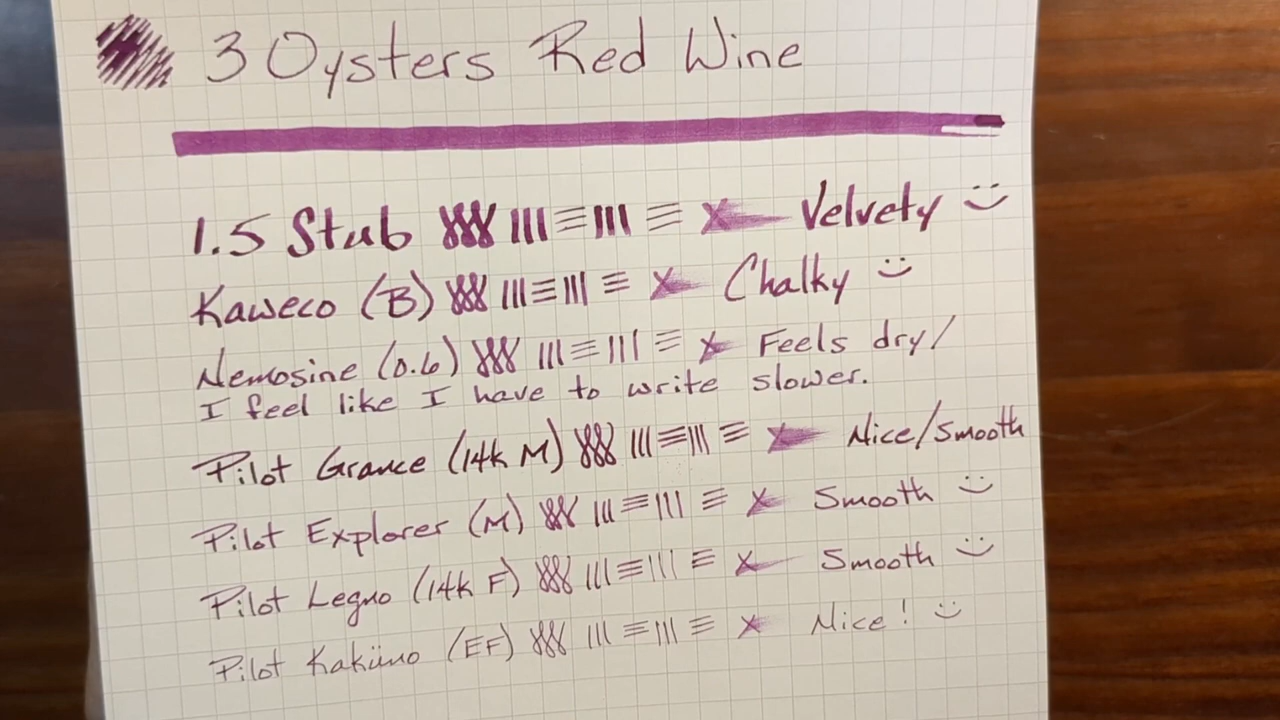 3 Oysters Red Wine
1.5 Stub Velvety :)
Kaweco (B) Chalky :)
Nemosine (0.6) Feels dry/
I feel like I have to write slower.
Pilot Grance (14k M) Nice/Smooth
Pilot Explorer (M) Smooth :)
Pilot Legno (14k F) Smooth :)
Pilot Kaküno (EF) Nice! :)